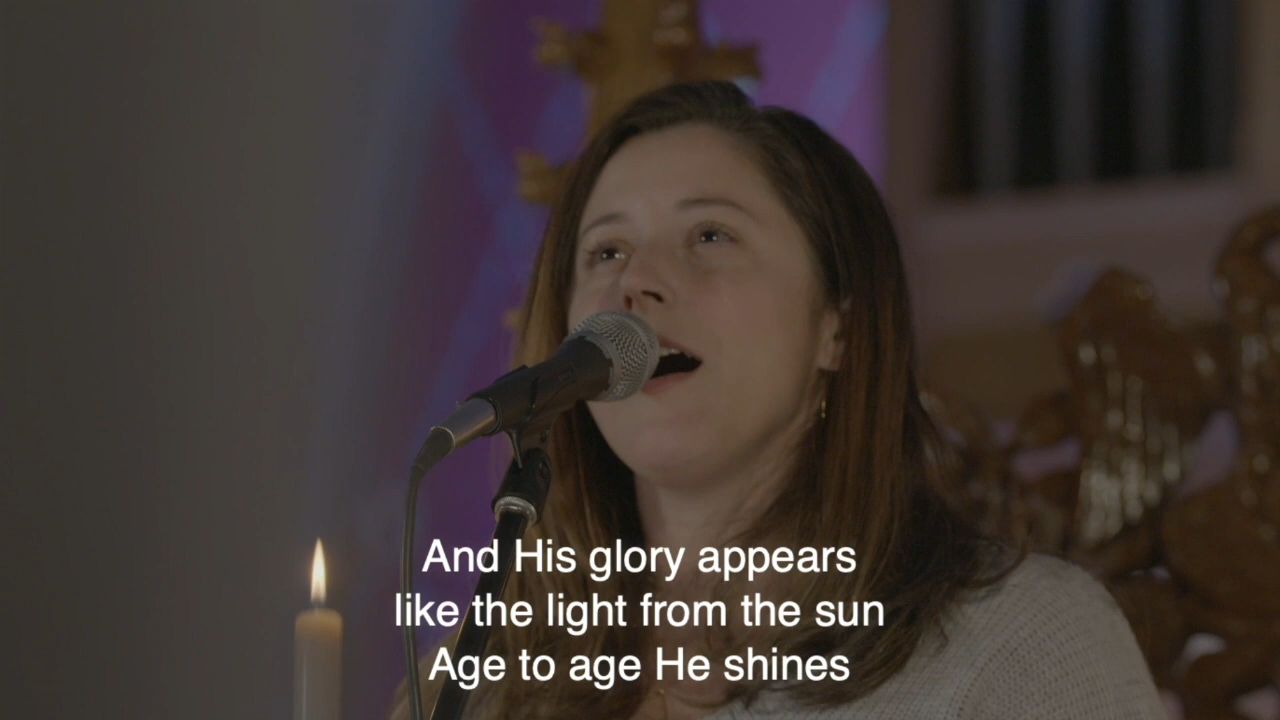 And His glory appears
like the light from the sun
Age to age He shines